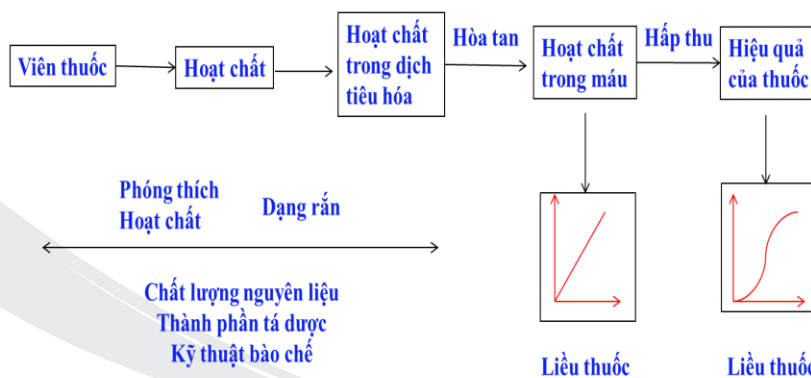 Viên thuốc
Hoạt chất
Hoạt chất
trong dịch
tiêu hóa
Hòa tan
Hoạt chất
trong máu
Hấp thu
Hiệu quả
của thuốc
Phóng thích
Hoạt chất
Dạng rắn
Chất lượng nguyên liệu
Thành phần tá dược
Kỹ thuật bào chế
Liều thuốc
Liều thuốc